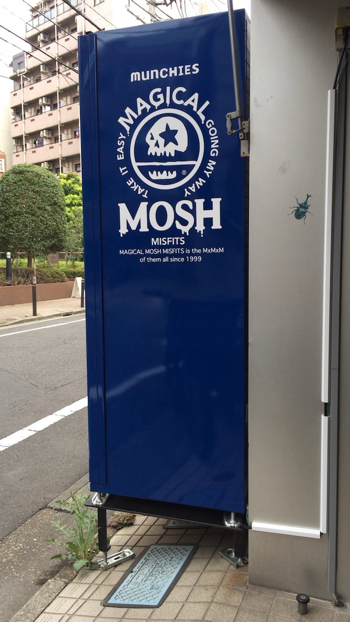 MUNCHIES
MAGICAL
TAKE IT EASY
GOING MY WAY
MOSH
MISFITS
MAGICAL MOSH MISFITS is the MxMxM
of them all since 1999